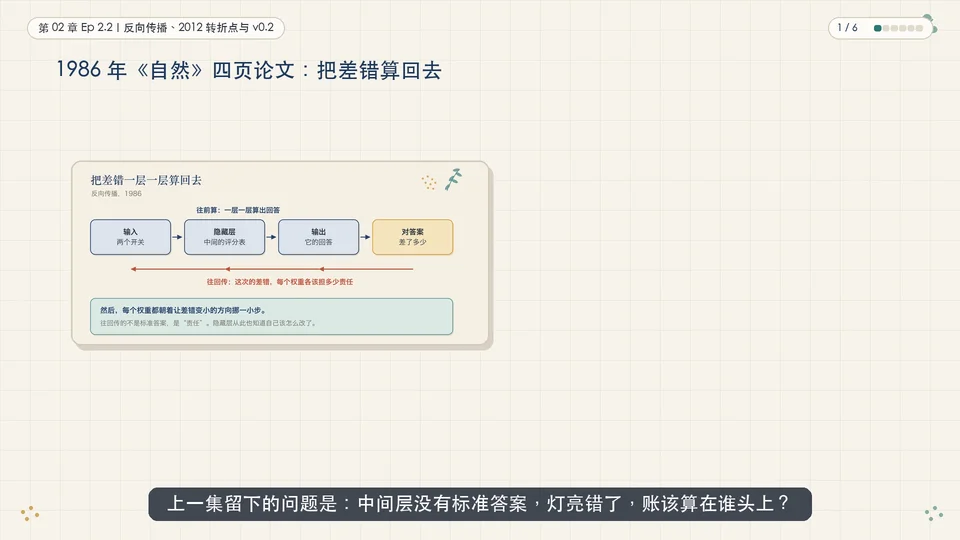 第 02 章 Ep 2.2 | 反向传播、2012 转折点与 v0.2
1 / 6
1986 年《自然》四页论文：把差错算回去
把差错一层一层算回去
反向传播，1986
往前算：一层一层算出回答
输入
两个开关
隐藏层
中间的评分表
输出
它的回答
对答案
差了多少
往回传：这次的差错，每个权重各该担多少责任
然后，每个权重都朝着让差错变小的方向挪一小步。
往回传的不是标准答案，是“责任”。隐藏层从此也知道自己该怎么改了。
上一集留下的问题是：中间层没有标准答案，灯亮错了，账该算在谁头上？